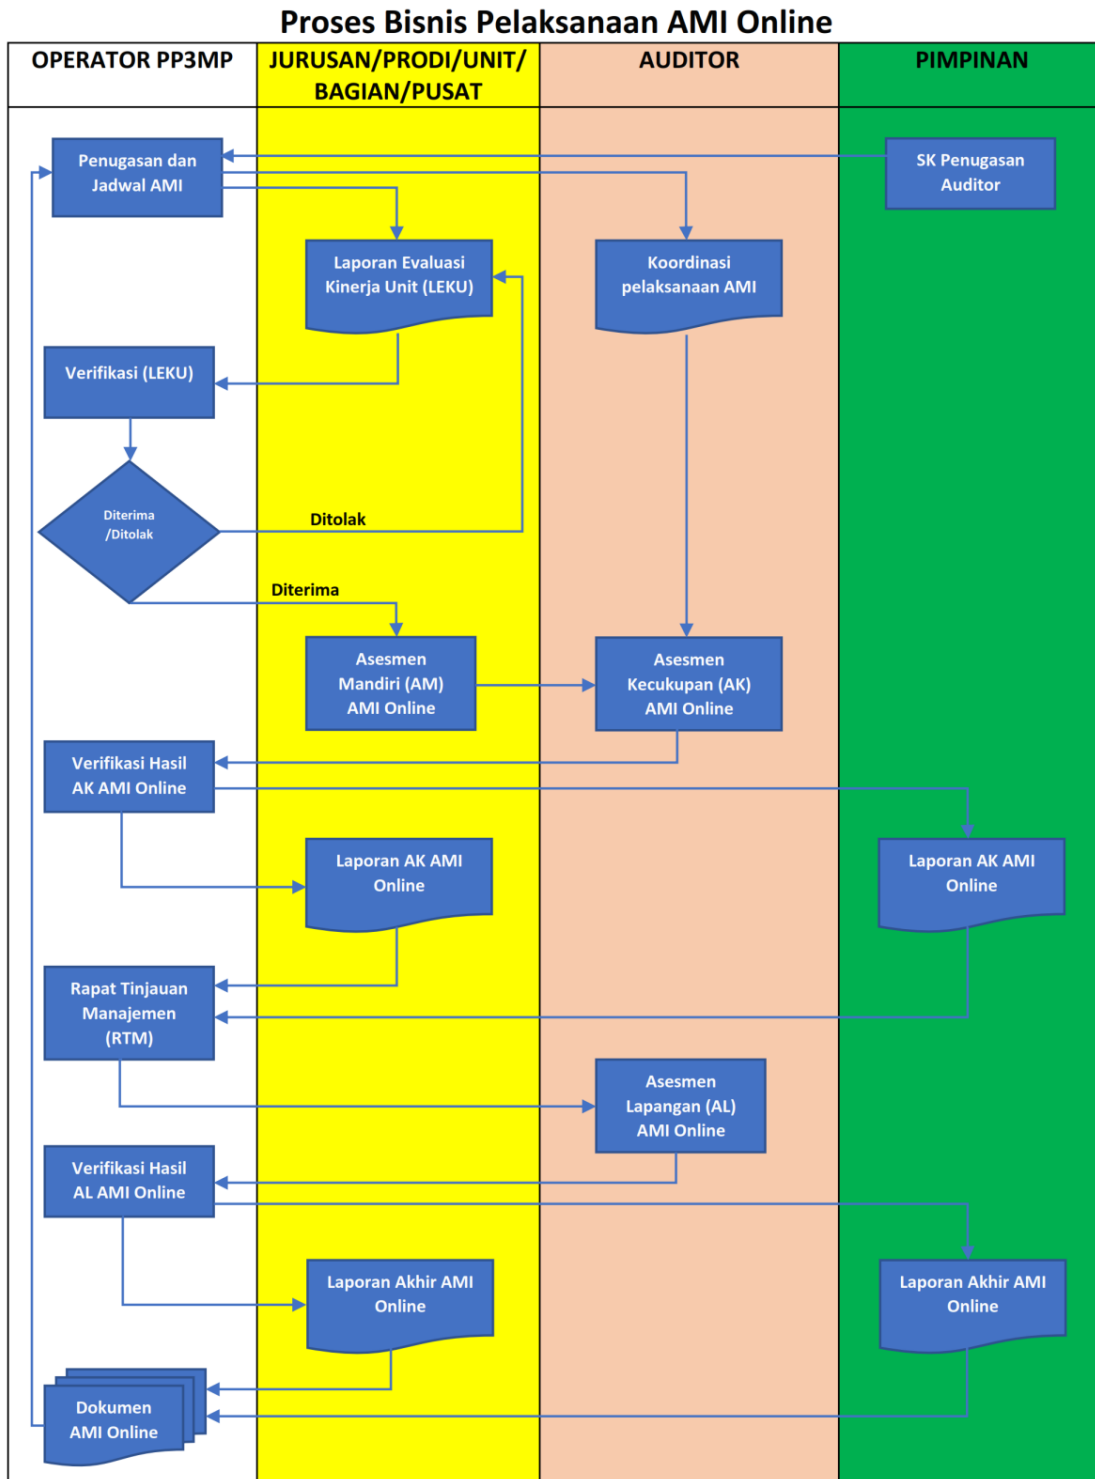 Proses Bisnis Pelaksanaan AMI Online
OPERATOR PP3MP
JURUSAN/PRODI/UNIT/
BAGIAN/PUSAT
AUDITOR
PIMPINAN
Penugasan dan
Jadwal AMI
SK Penugasan
Auditor
Laporan Evaluasi
Kinerja Unit (LEKU)
Koordinasi
pelaksanaan AMI
Verifikasi (LEKU)
Diterima
/Ditolak
Ditolak
Diterima
Asesmen
Mandiri (AM)
AMI Online
Asesmen
Kecukupan (AK)
AMI Online
Verifikasi Hasil
AK AMI Online
Laporan AK AMI
Online
Laporan AK AMI
Online
Rapat Tinjauan
Manajemen
(RTM)
Asesmen
Lapangan (AL)
AMI Online
Verifikasi Hasil
AL AMI Online
Laporan Akhir AMI
Online
Laporan Akhir AMI
Online
Dokumen
AMI Online